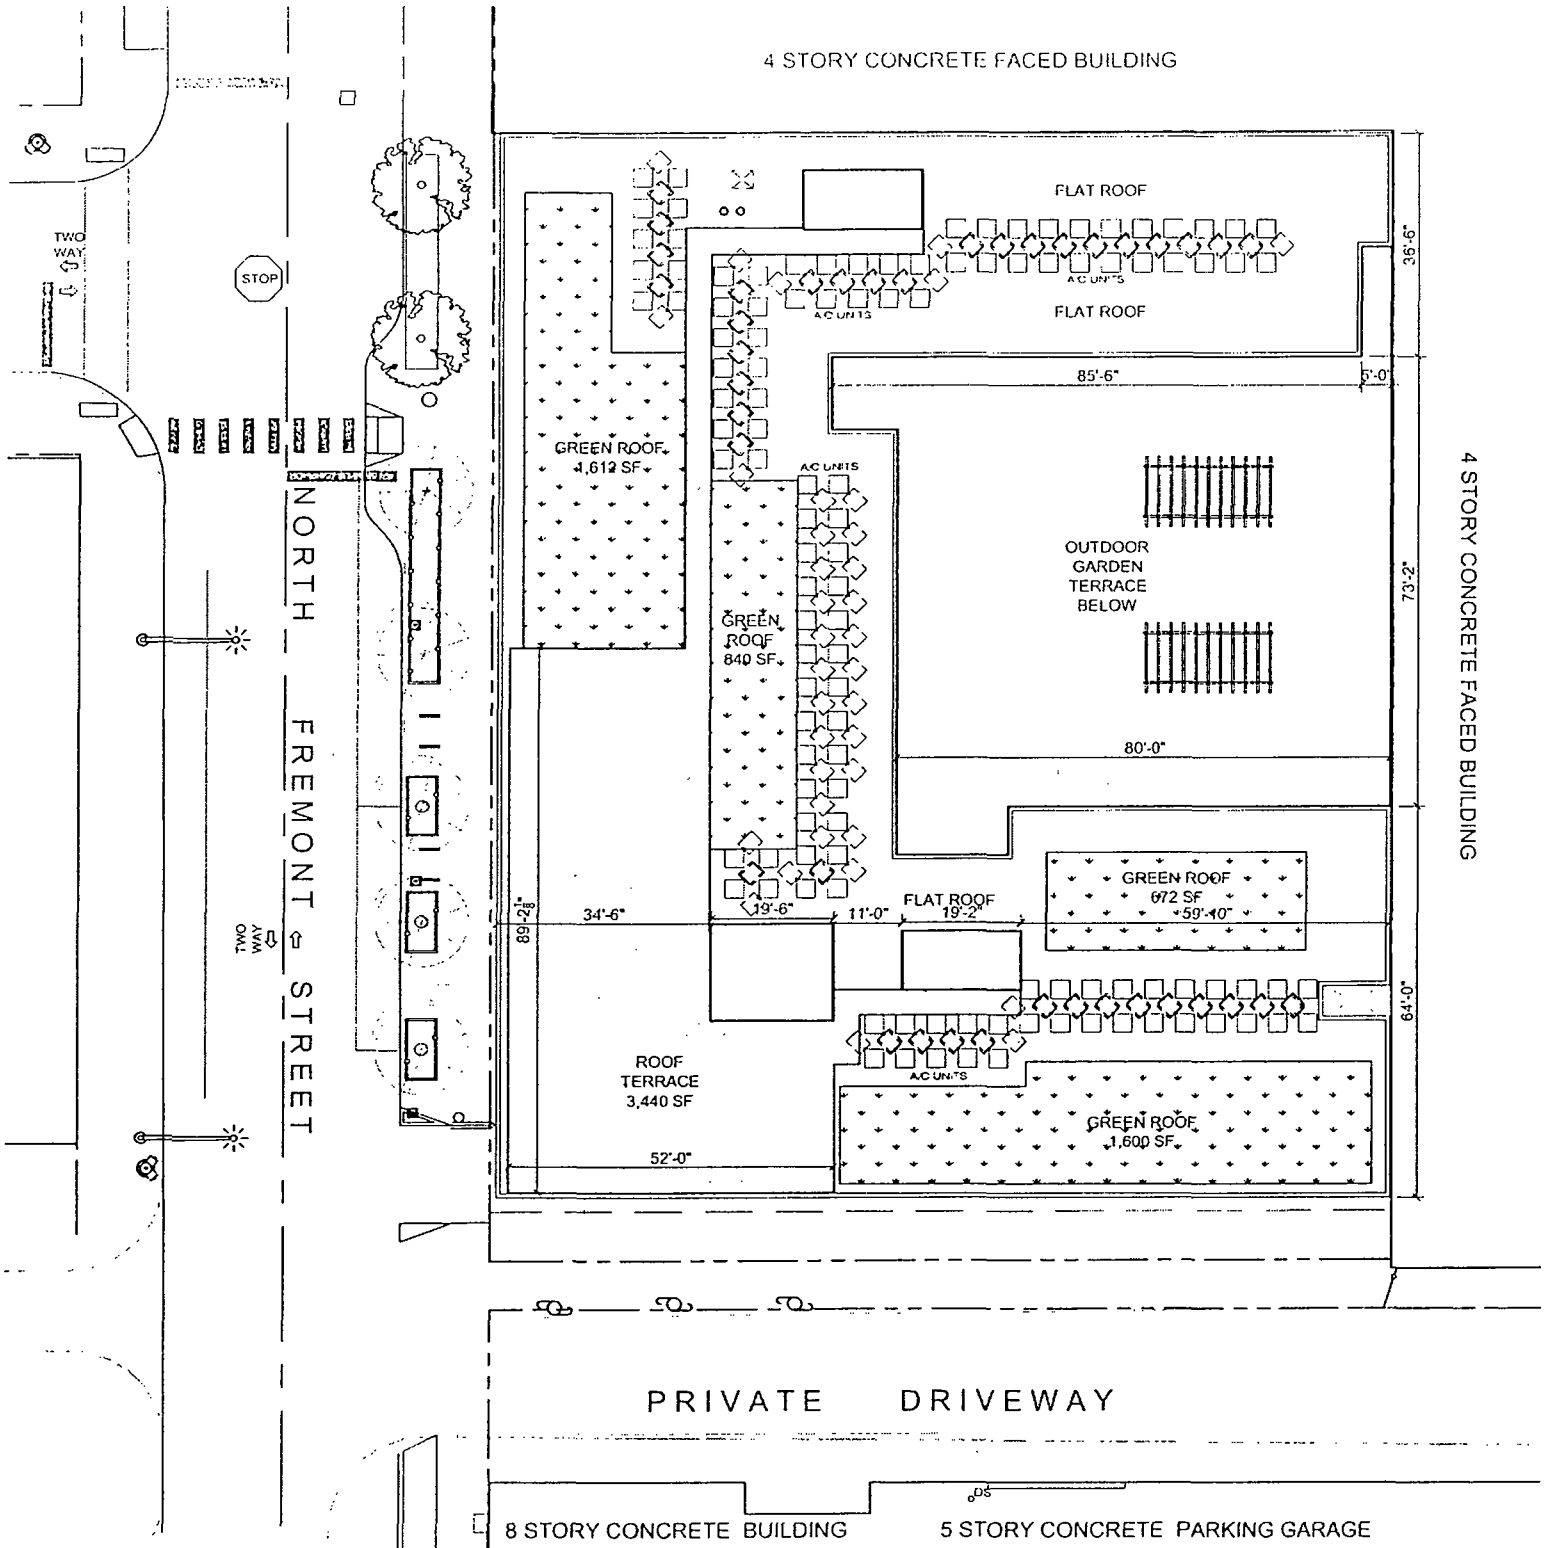 4 STORY CONCRETE FACED BUILDING
FLAT ROOF
TWO
WAY
STOP
A/C UNITS
A/C UNITS
FLAT ROOF
36'-6"
85'-6"
5'-0"
GREEN ROOF
1,612 SF
A/C UNITS
OUTDOOR
GARDEN
TERRACE
BELOW
73'-2"
4 STORY CONCRETE FACED BUILDING
GREEN
ROOF
840 SF
80'-0"
NORTH FREMONT STREET
GREEN ROOF
672 SF
FLAT ROOF
89'-2 1/8"
34'-6"
19'-6"
11'-0"
19'-2"
59'-10"
TWO
WAY
64'-0"
ROOF
TERRACE
3,440 SF
A/C UNITS
GREEN ROOF
1,600 SF
52'-0"
PRIVATE DRIVEWAY
DS
8 STORY CONCRETE BUILDING
5 STORY CONCRETE PARKING GARAGE